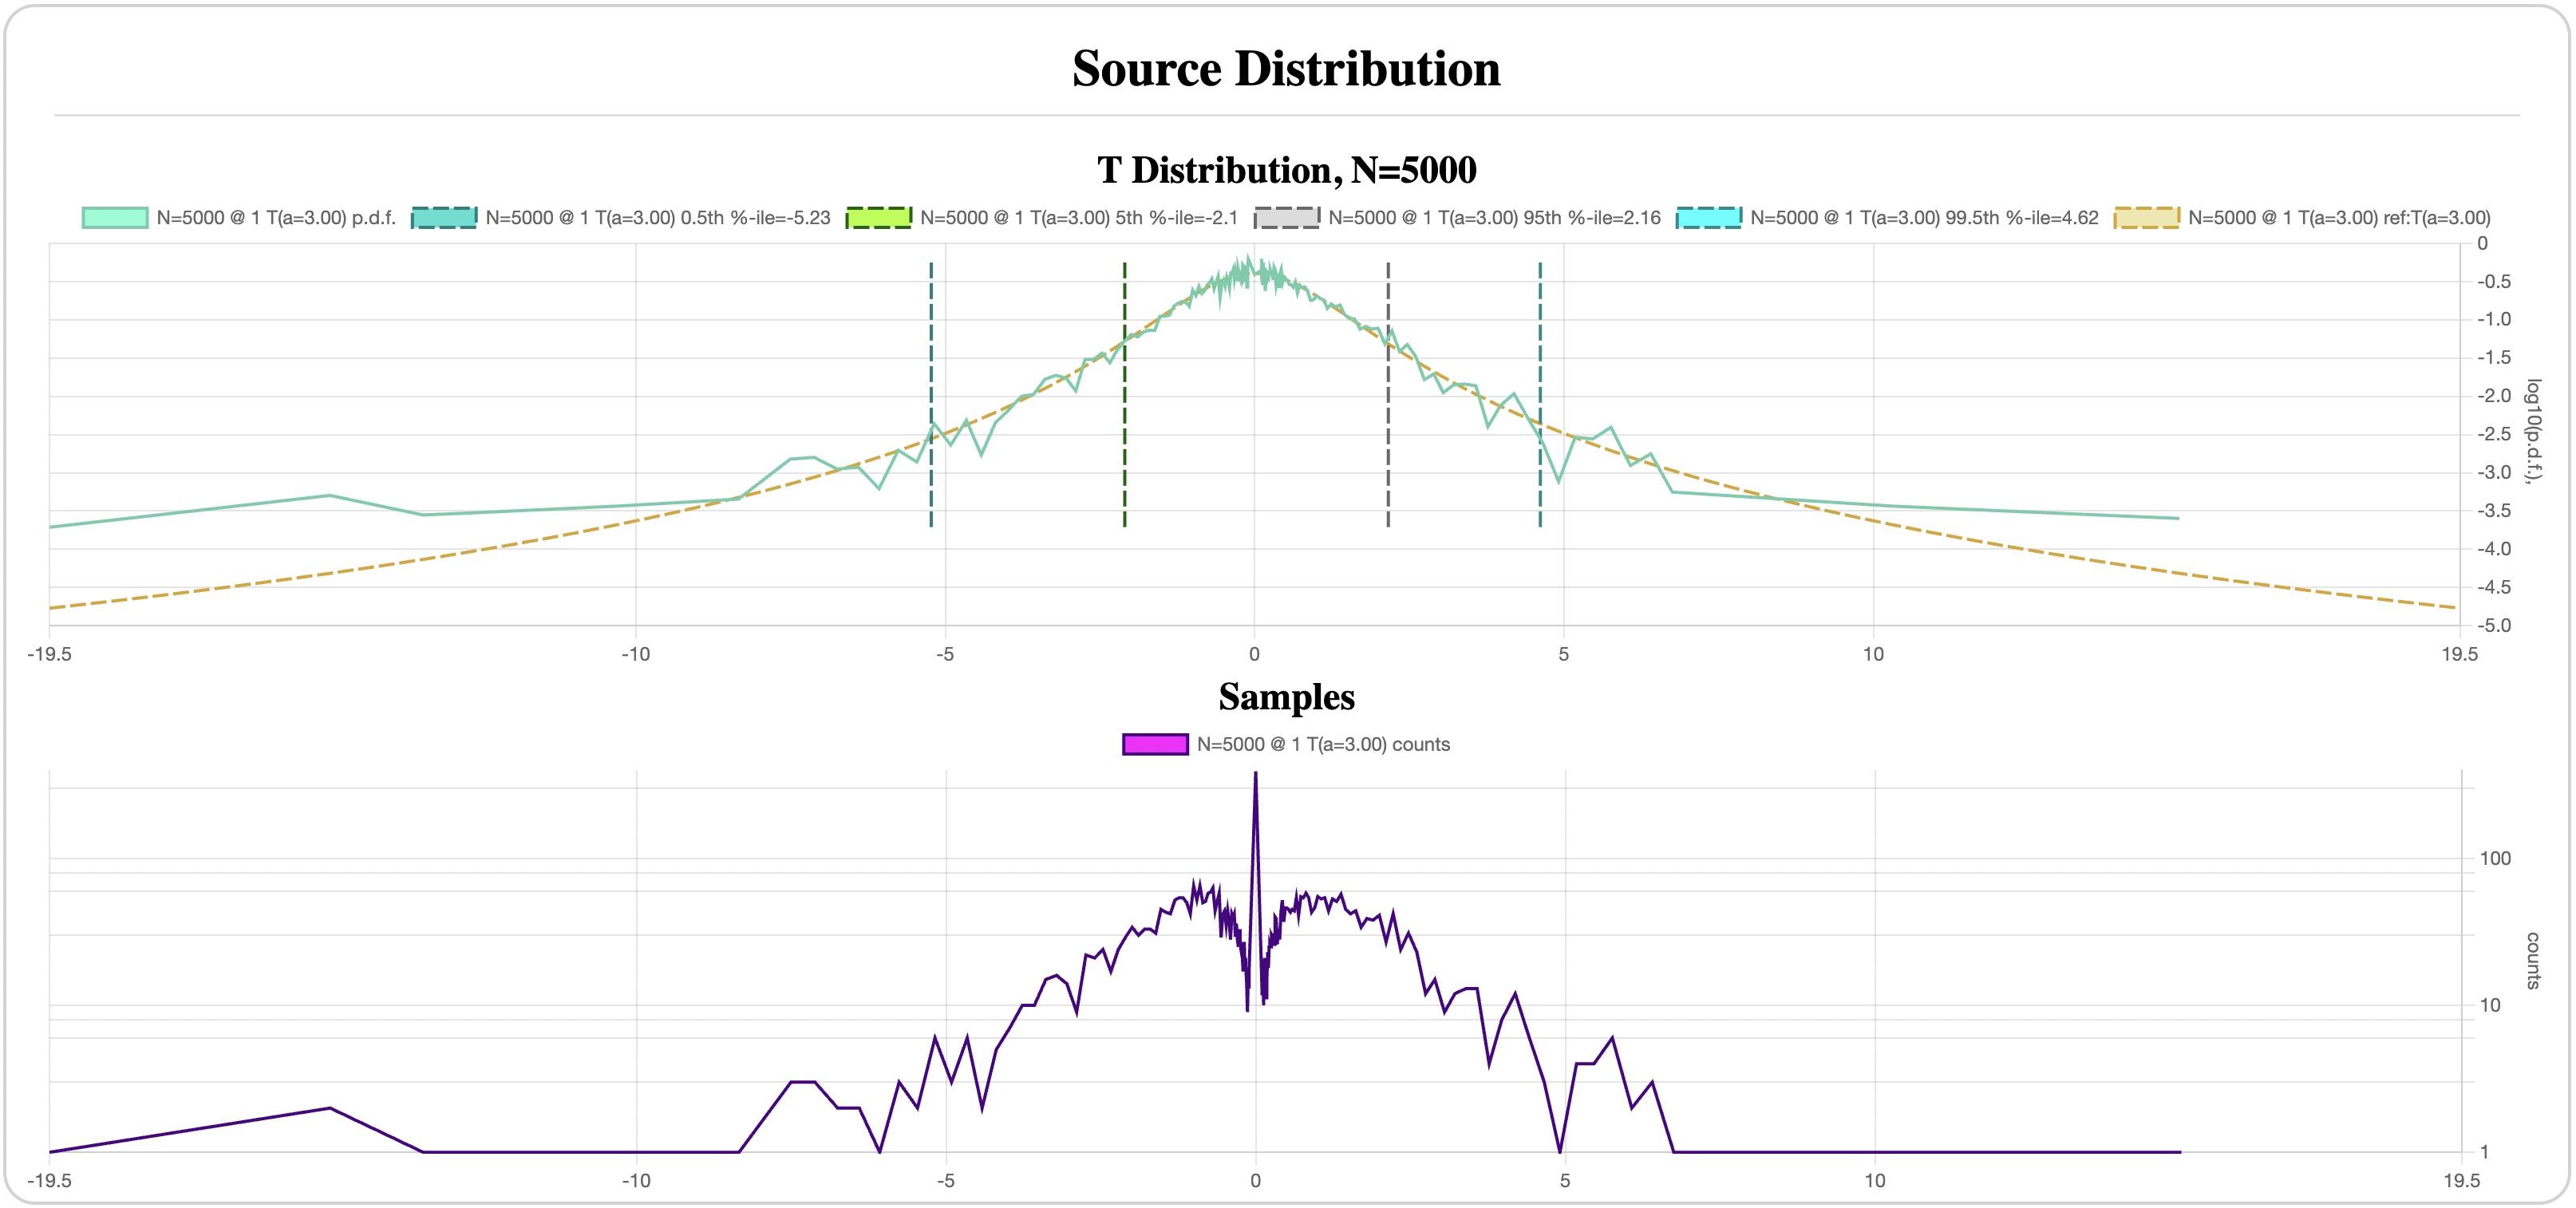 Source Distribution
T Distribution, N=5000
N=5000 @ 1 T(a=3.00) p.d.f. N=5000 @ 1 T(a=3.00) 0.5th %-ile=-5.23 N=5000 @ 1 T(a=3.00) 5th %-ile=-2.1 N=5000 @ 1 T(a=3.00) 95th %-ile=2.16 N=5000 @ 1 T(a=3.00) 99.5th %-ile=4.62 N=5000 @ 1 T(a=3.00) ref:T(a=3.00)
0
-0.5
-1.0
-1.5
-2.0
-2.5
-3.0
-3.5
-4.0
-4.5
-5.0
log10(p.d.f.),
-19.5 -10 -5 0 5 10 19.5
Samples
N=5000 @ 1 T(a=3.00) counts
100
10
1
counts
-19.5 -10 -5 0 5 10 19.5